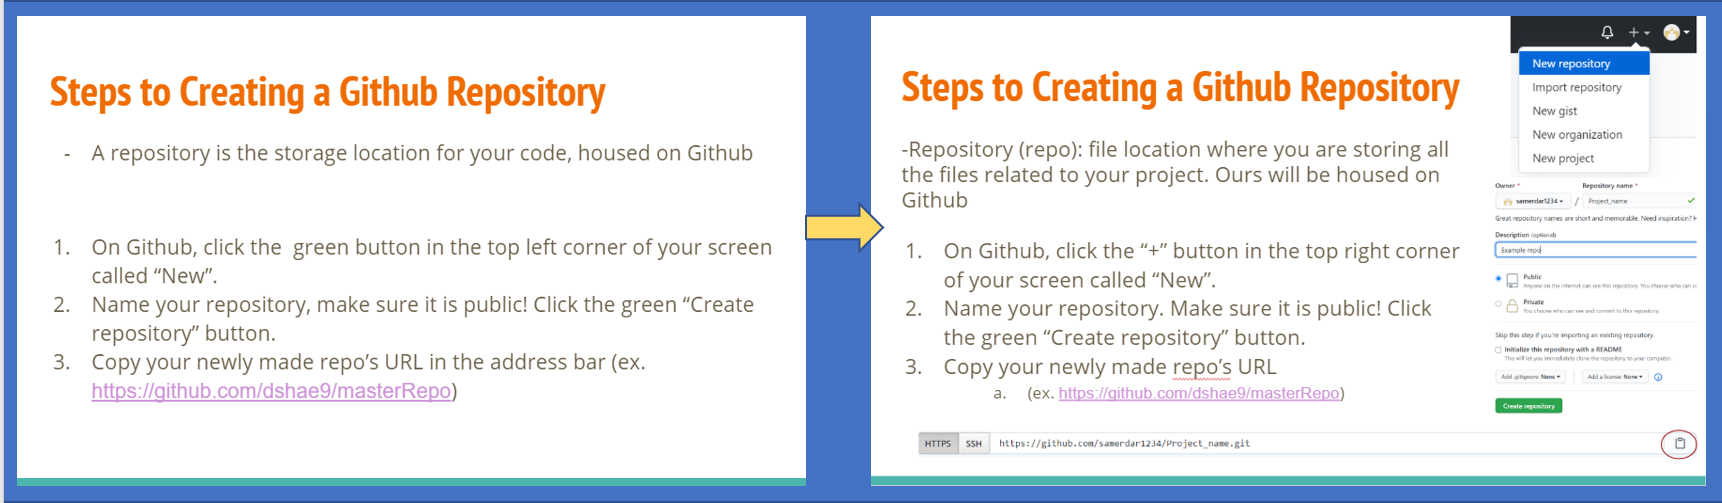 Steps to Creating a Github Repository
- A repository is the storage location for your code, housed on Github
1. On Github, click the  green button in the top left corner of your screen
called “New”.
2. Name your repository, make sure it is public! Click the green “Create
repository” button.
3. Copy your newly made repo’s URL in the address bar (ex.
https://github.com/dshae9/masterRepo)
Steps to Creating a Github Repository
-Repository (repo): file location where you are storing all
the files related to your project. Ours will be housed on
Github
1. On Github, click the “+” button in the top right corner
of your screen called “New”.
2. Name your repository. Make sure it is public! Click
the green “Create repository” button.
3. Copy your newly made repo’s URL
a. (ex. https://github.com/dshae9/masterRepo)
New repository
Import repository
New gist
New organization
New project
Owner * Repository name *
samerdar1234 / Project_name
Great repository names are short and memorable. Need inspiration? H
Description (optional)
Example repo
Public
Anyone on the internet can see this repository. You choose who can c
Private
You choose who can see and commit to this repository.
Skip this step if you’re importing an existing repository.
Initialize this repository with a README
This will let you immediately clone the repository to your computer.
Add .gitignore: None Add a license: None
Create repository
HTTPS SSH https://github.com/samerdar1234/Project_name.git